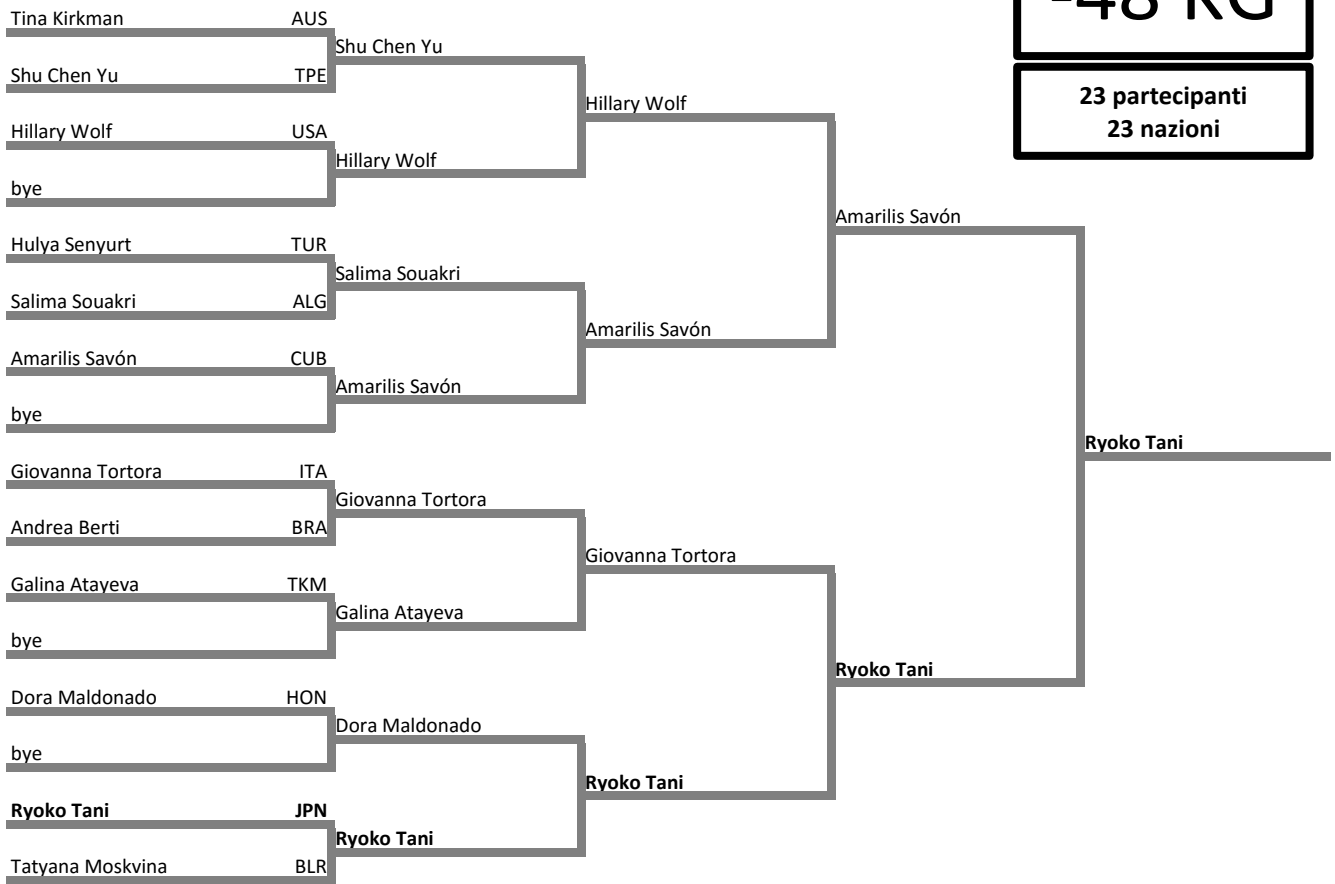 -48 KG
23 partecipanti
23 nazioni
Tina Kirkman AUS
Shu Chen Yu
Shu Chen Yu TPE
Hillary Wolf
Hillary Wolf USA
Hillary Wolf
bye
Amarilis Savón
Hulya Senyurt TUR
Salima Souakri
Salima Souakri ALG
Amarilis Savón
Amarilis Savón CUB
Amarilis Savón
bye
Ryoko Tani
Giovanna Tortora ITA
Giovanna Tortora
Andrea Berti BRA
Giovanna Tortora
Galina Atayeva TKM
Galina Atayeva
bye
Ryoko Tani
Dora Maldonado HON
Dora Maldonado
bye
Ryoko Tani
Ryoko Tani JPN
Ryoko Tani
Tatyana Moskvina BLR